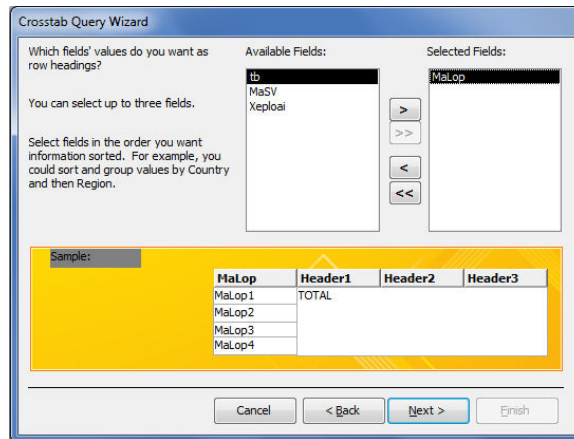 Crosstab Query Wizard
Which fields' values do you want as
row headings?
You can select up to three fields.
Select fields in the order you want
information sorted. For example, you
could sort and group values by Country
and then Region.
Available Fields:
tb
MaSV
Xeploai
>
>>
<
<<
Selected Fields:
MaLop
Sample:
MaLop Header1 Header2 Header3
MaLop1 TOTAL
MaLop2
MaLop3
MaLop4
Cancel < Back Next > Finish